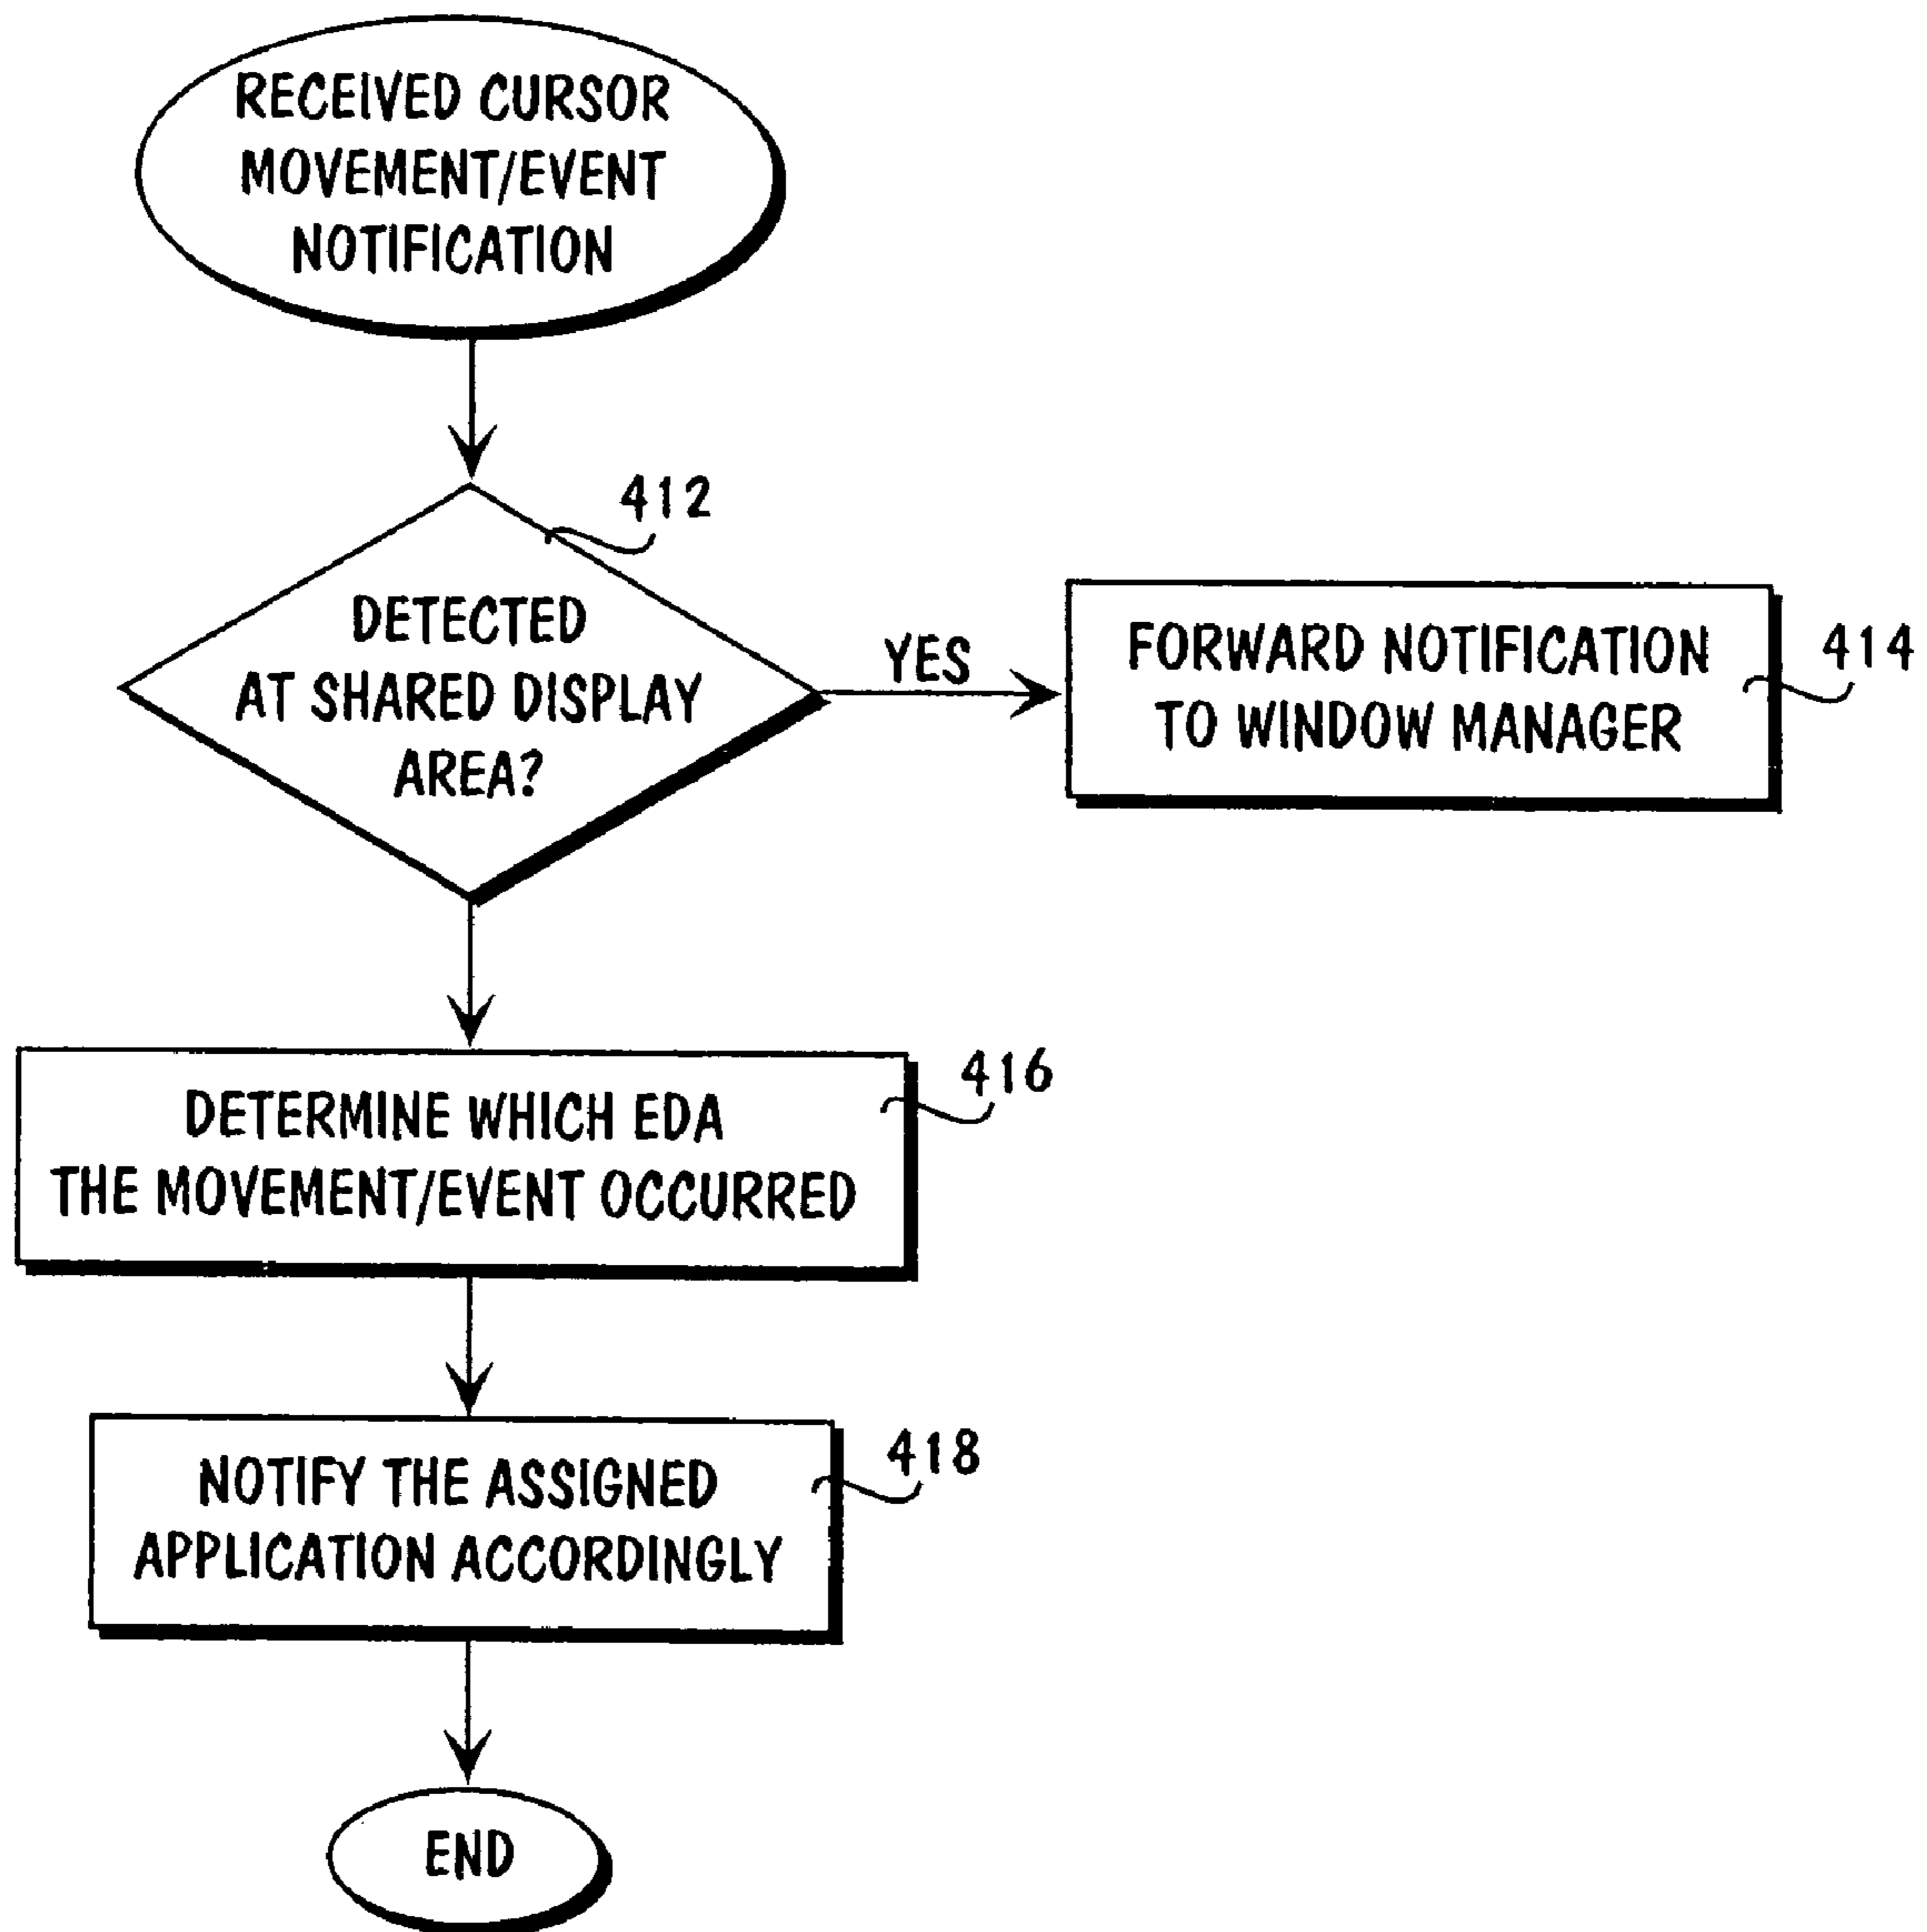 RECEIVED CURSOR
MOVEMENT/EVENT
NOTIFICATION
412
DETECTED
AT SHARED DISPLAY
AREA?
YES
FORWARD NOTIFICATION
TO WINDOW MANAGER
414
416
DETERMINE WHICH EDA
THE MOVEMENT/EVENT OCCURRED
418
NOTIFY THE ASSIGNED
APPLICATION ACCORDINGLY
END